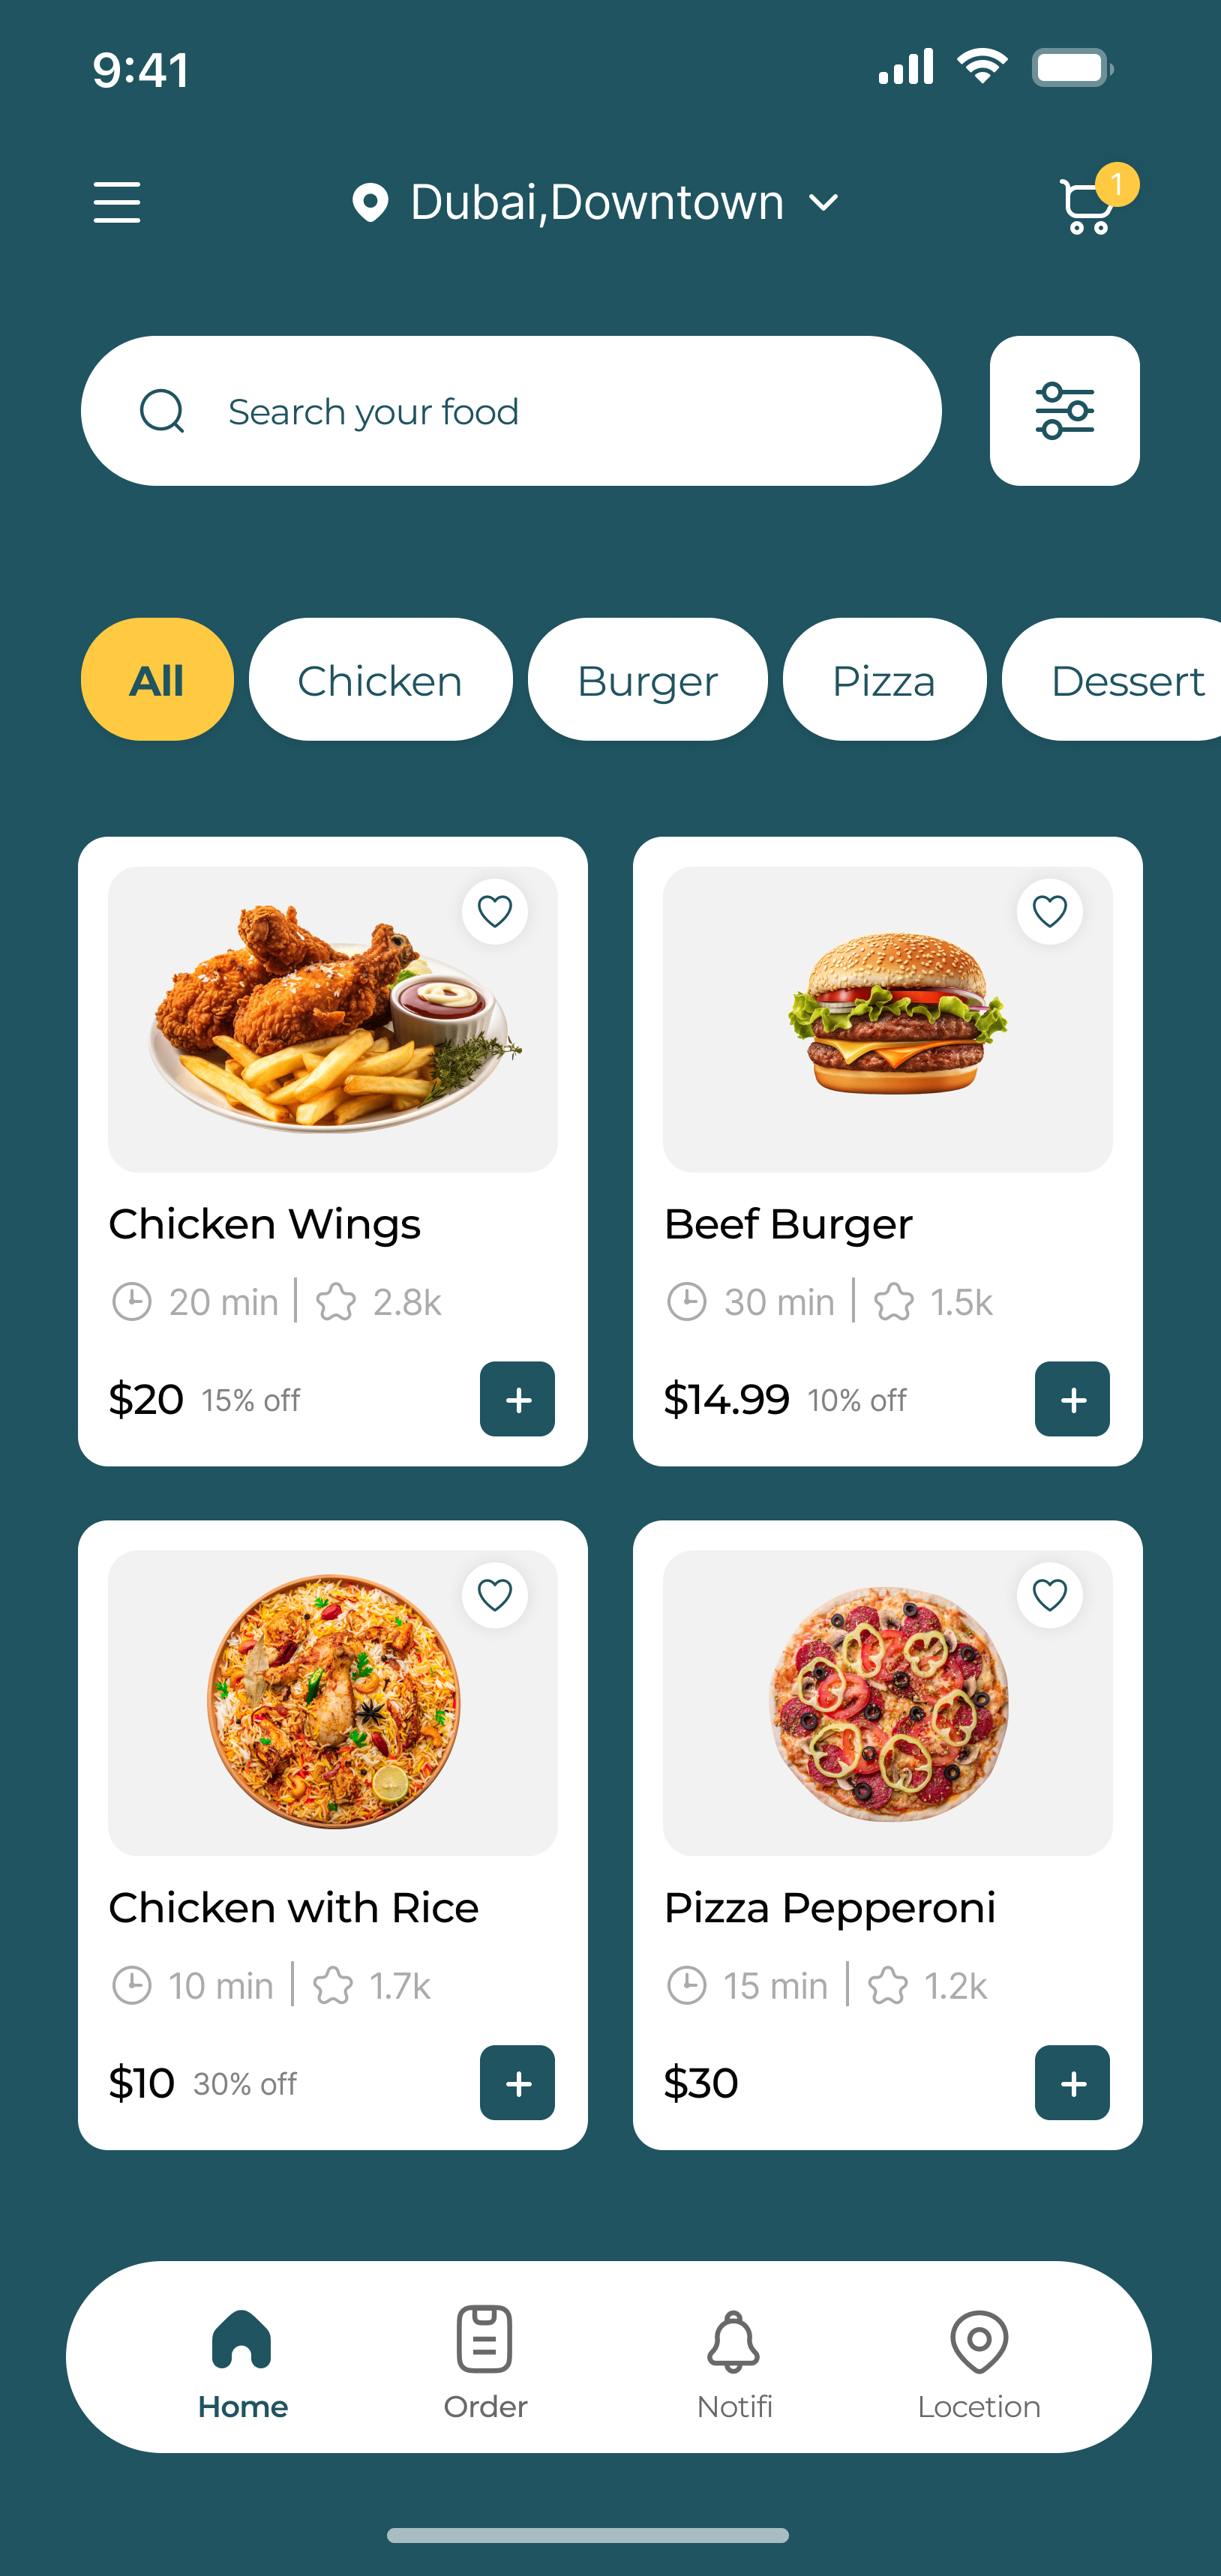 9:41
Dubai,Downtown
1
Search your food
All Chicken Burger Pizza Dessert
Chicken Wings
20 min | 2.8k
$20 15% off
Beef Burger
30 min | 1.5k
$14.99 10% off
Chicken with Rice
10 min | 1.7k
$10 30% off
Pizza Pepperoni
15 min | 1.2k
$30
Home Order Notifi Locetion